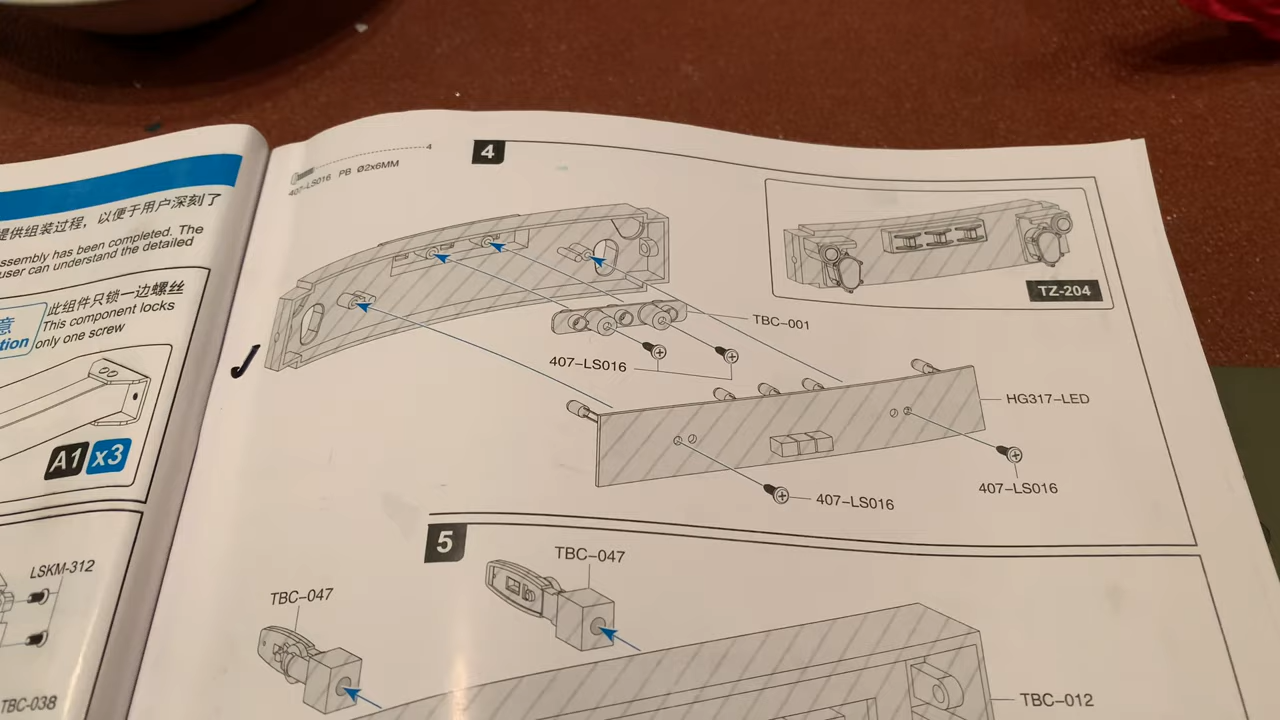 提供组装过程，以便于用户深刻了
ssembly has been completed. The
user can understand the detailed
意
tion
此组件只锁一边螺丝
This component locks
only one screw
A1 x3
LSKM-312
TBC-038
4
407-LS016 PB Ø2x6MM
4
TZ-204
TBC-001
407-LS016
HG317-LED
407-LS016
407-LS016
5
TBC-047
TBC-047
TBC-012